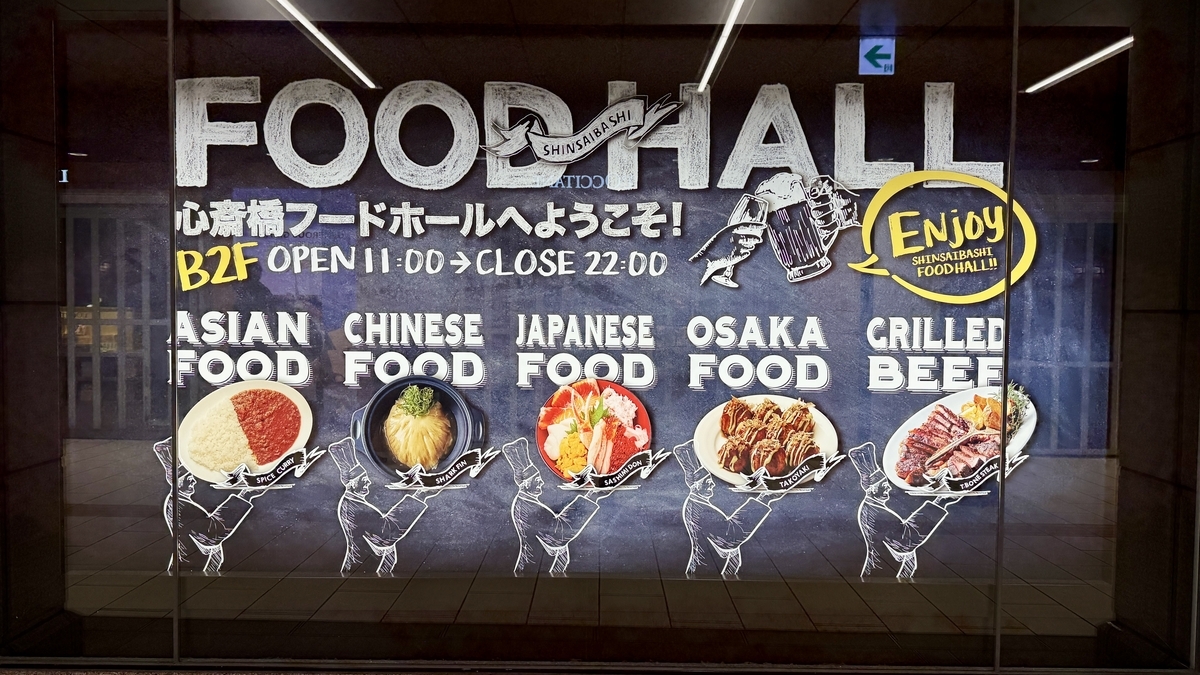 FOOD HALL
SHINSAIBASHI
心斎橋フードホールへようこそ!
B2F OPEN 11:00→CLOSE 22:00
ENJOY
SHINSAIBASHI
FOODHALL!!
ASIAN
FOOD
SPICE CURRY
CHINESE
FOOD
SHARK FIN
JAPANESE
FOOD
SASHIMI DON
OSAKA
FOOD
TAKOYAKI
GRILLED
BEEF
T-BONE STEAK